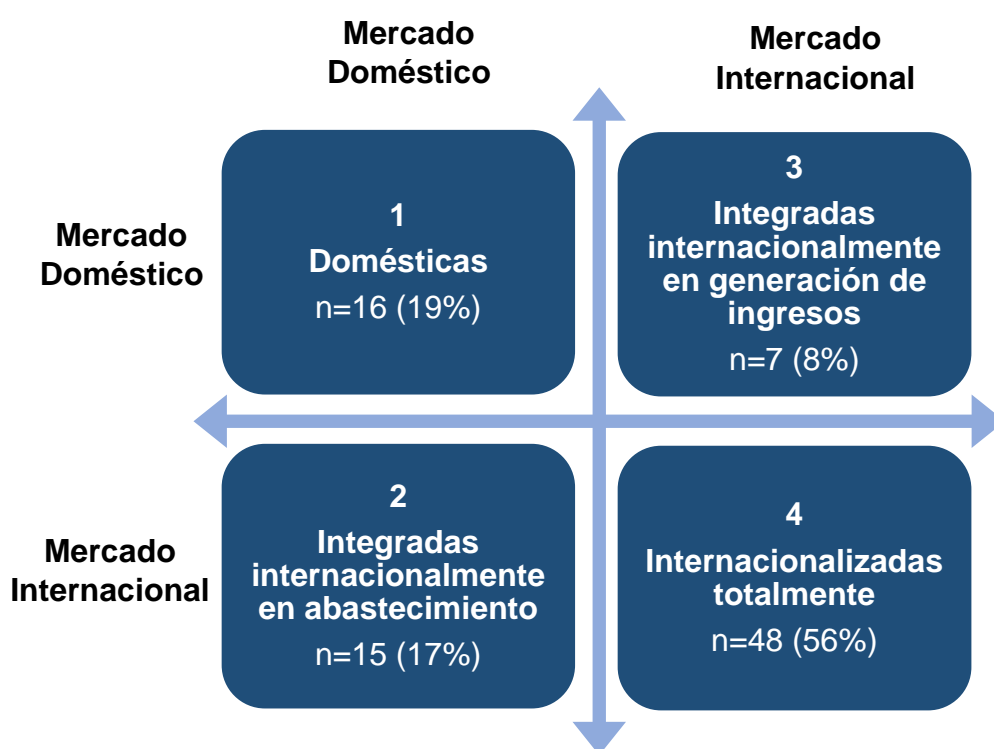 Mercado
Doméstico
Mercado
Internacional
Mercado
Doméstico
1
Domésticas
n=16 (19%)
3
Integradas
internacionalmente
en generación de
ingresos
n=7 (8%)
Mercado
Internacional
2
Integradas
internacionalmente
en abastecimiento
n=15 (17%)
4
Internacionalizadas
totalmente
n=48 (56%)